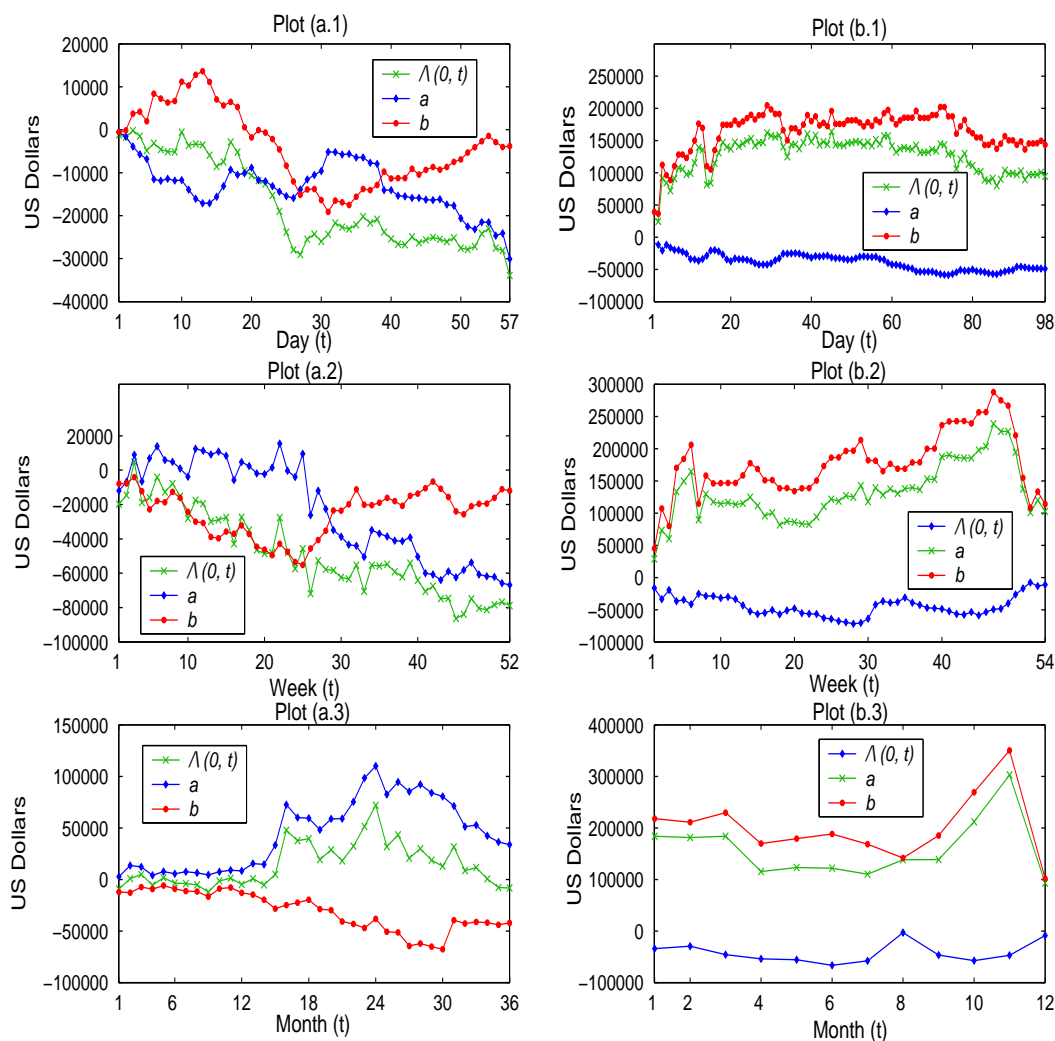 Plot (a.1)
US Dollars
20000
10000
0
−10000
−20000
−30000
−40000
1 10 20 30 40 50 57
Day (t)
Λ (0, t)
a
b
Plot (b.1)
US Dollars
250000
200000
150000
100000
50000
0
−50000
−100000
1 20 40 60 80 98
Day (t)
Λ (0, t)
a
b
Plot (a.2)
US Dollars
20000
0
−20000
−40000
−60000
−80000
−100000
1 10 20 30 40 52
Week (t)
Λ (0, t)
a
b
Plot (b.2)
US Dollars
300000
250000
200000
150000
100000
50000
0
−50000
−100000
1 10 20 30 40 54
Week (t)
Λ (0, t)
a
b
Plot (a.3)
US Dollars
150000
100000
50000
0
−50000
−100000
1 6 12 18 24 30 36
Month (t)
Λ (0, t)
a
b
Plot (b.3)
US Dollars
400000
300000
200000
100000
0
−50000
−100000
1 2 4 6 8 10 12
Month (t)
Λ (0, t)
a
b